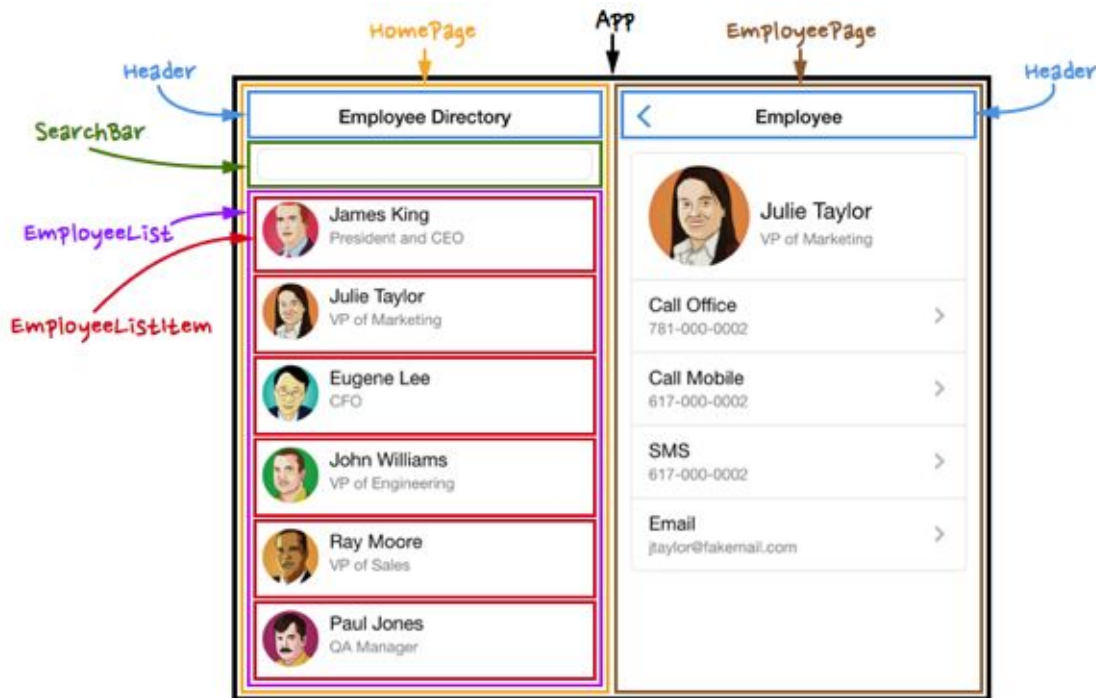 App
HomePage
EmployeePage
Header
Header
Employee Directory
Employee
SearchBar
EmployeeList
EmployeeListItem
James King
President and CEO
Julie Taylor
VP of Marketing
Eugene Lee
CFO
John Williams
VP of Engineering
Ray Moore
VP of Sales
Paul Jones
QA Manager
Julie Taylor
VP of Marketing
Call Office
781-000-0002
Call Mobile
617-000-0002
SMS
617-000-0002
Email
jtaylor@fakemail.com